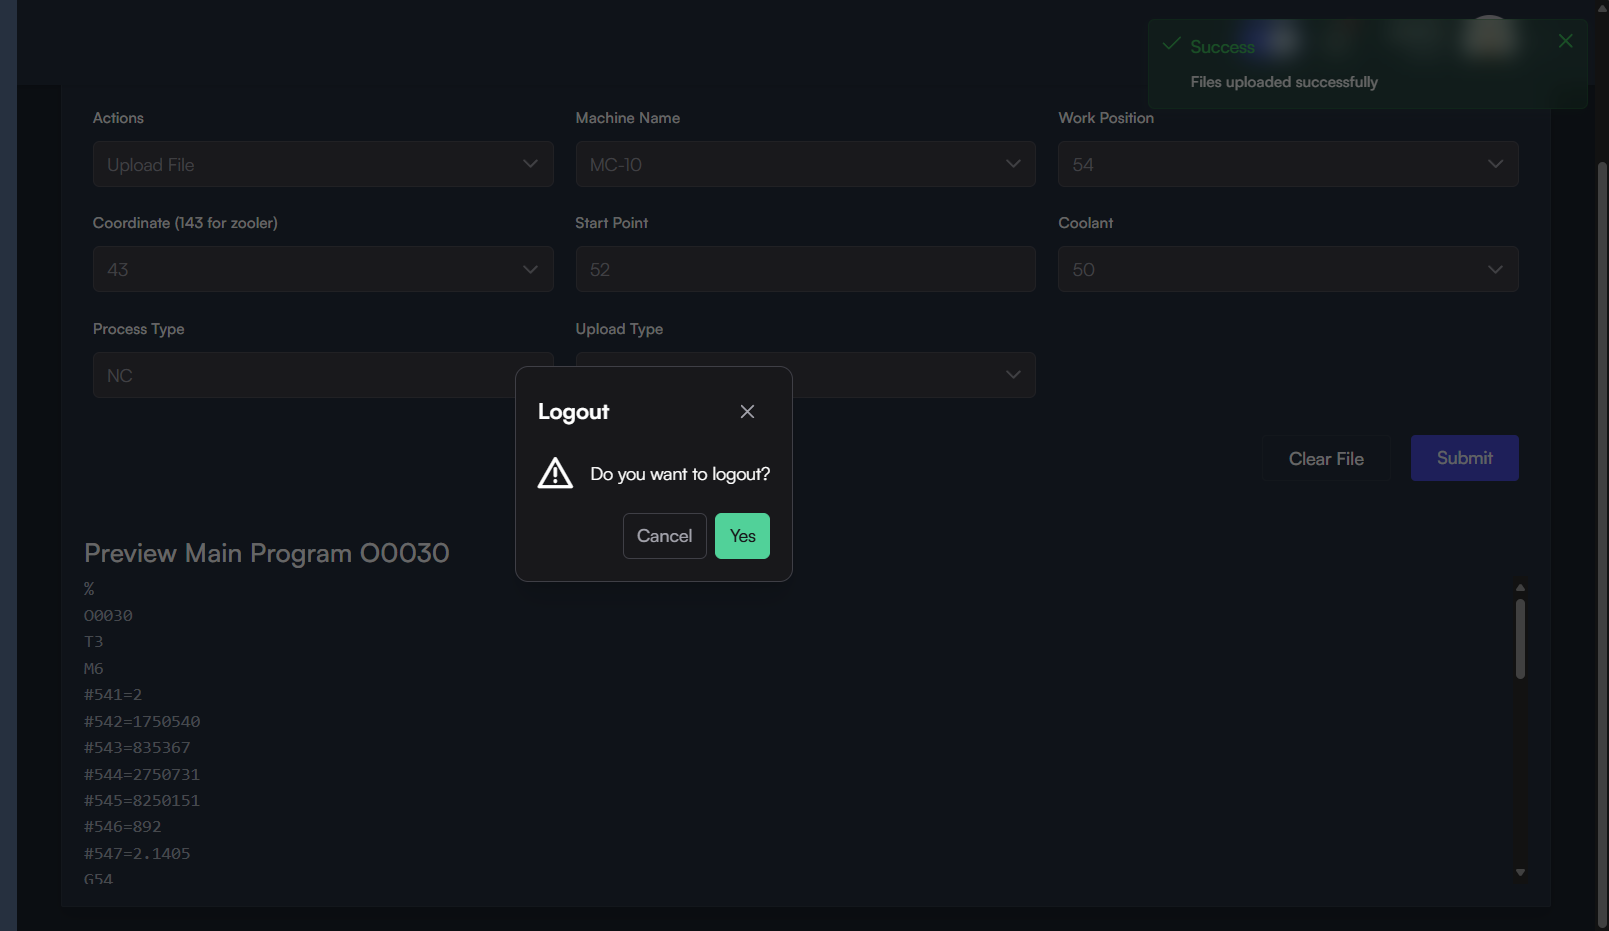 Success
Files uploaded successfully
Actions
Machine Name
Work Position
Upload File
MC-10
54
Coordinate (143 for zooler)
Start Point
Coolant
43
52
50
Process Type
Upload Type
NC
Logout
Do you want to logout?
Cancel
Yes
Clear File
Submit
Preview Main Program O0030
%
O0030
T3
M6
#541=2
#542=1750540
#543=835367
#544=2750731
#545=8250151
#546=892
#547=2.1405
G54